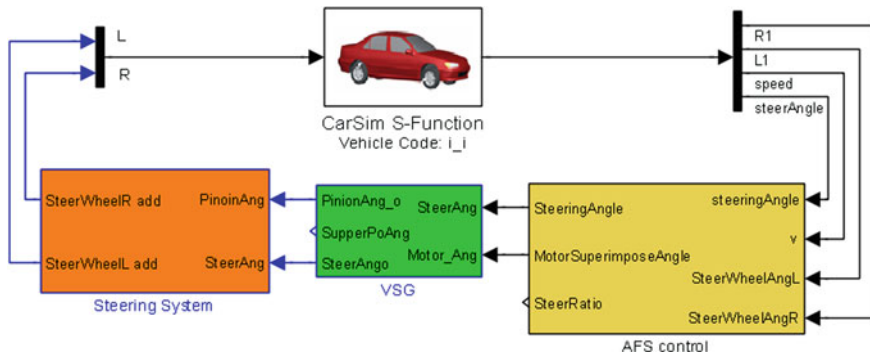 L
R
CarSim S-Function
Vehicle Code: i_i
R1
L1
speed
steerAngle
SteerWheelR add
PinoinAng
SteerWheelL add
SteerAng
Steering System
PinionAng_o
SteerAng
SupperPoAng
Motor_Ang
SteerAngo
VSG
SteeringAngle
steeringAngle
v
MotorSuperimposeAngle
SteerWheelAngL
SteerRatio
SteerWheelAngR
AFS control